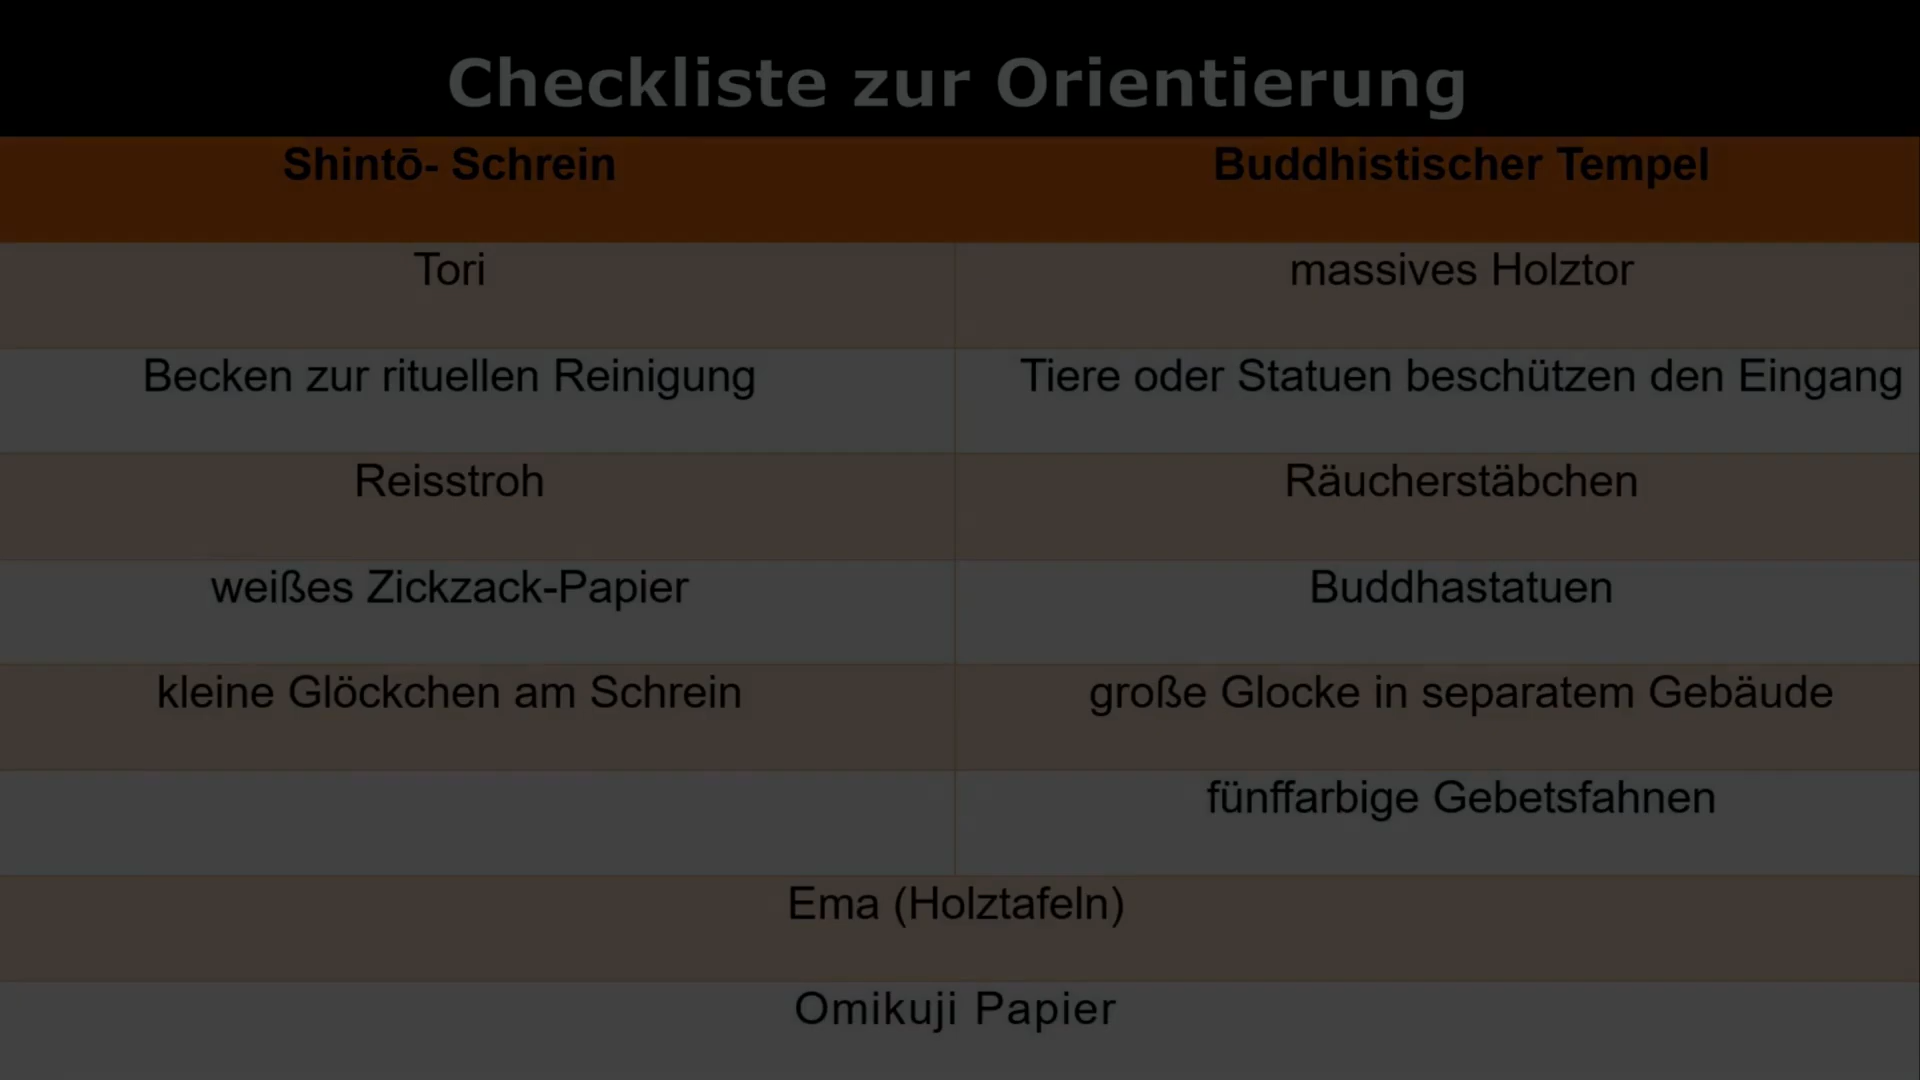 Checkliste zur Orientierung
Shintō- Schrein
Buddhistischer Tempel
Tori
massives Holztor
Becken zur rituellen Reinigung
Tiere oder Statuen beschützen den Eingang
Reisstroh
Räucherstäbchen
weißes Zickzack-Papier
Buddhastatuen
kleine Glöckchen am Schrein
große Glocke in separatem Gebäude
fünffarbige Gebetsfahnen
Ema (Holztafeln)
Omikuji Papier